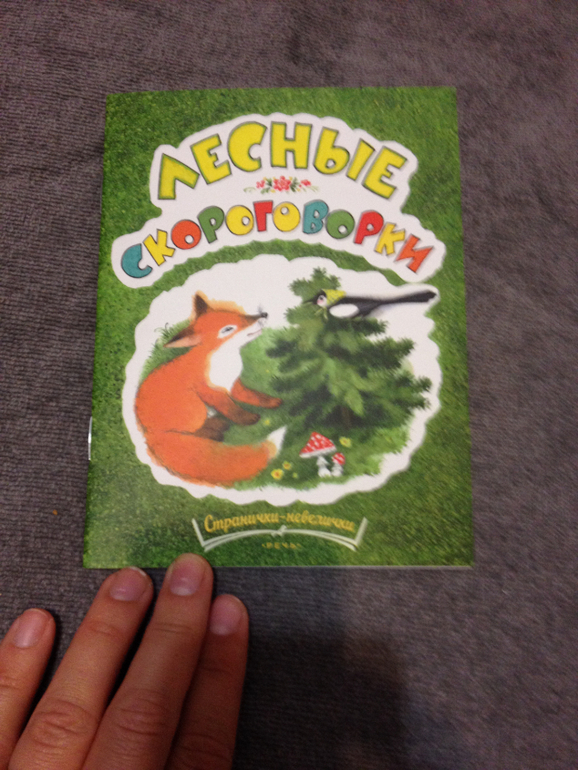 ЛЕСНЫЕ
СКОРОГОВОРКИ
Странички-невелички
«РЕЧЬ»